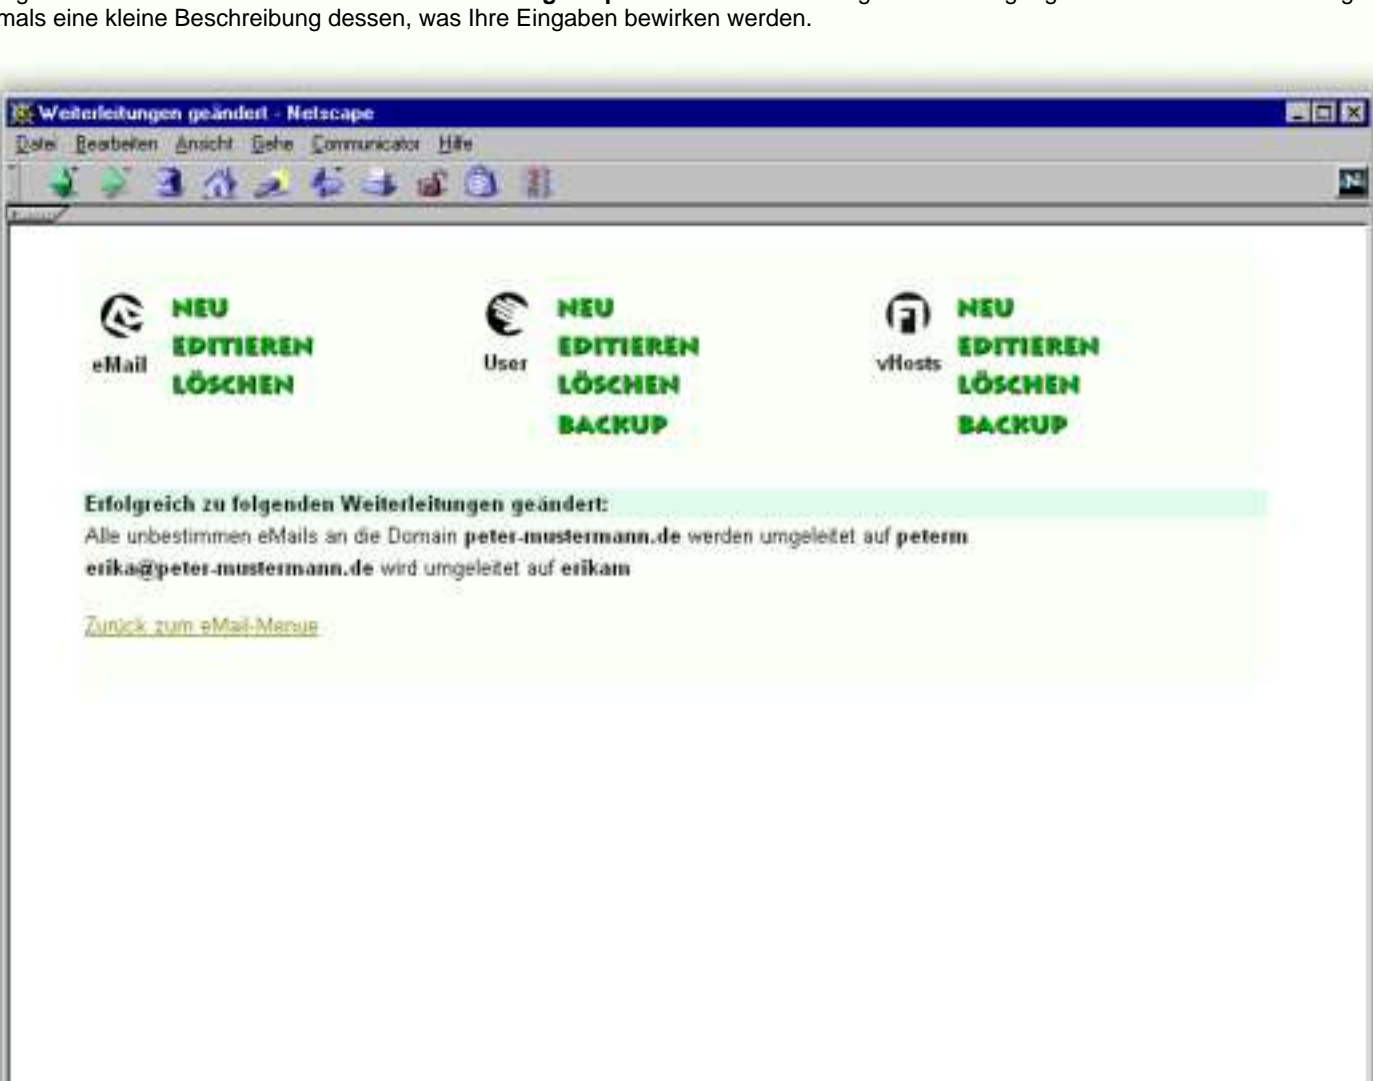 mals eine kleine Beschreibung dessen, was Ihre Eingaben bewirken werden.
Weiterleitungen geändert - Netscape
Datei Bearbeiten Ansicht Gehe Communicator Hilfe
eMail
NEU
EDITIEREN
LÖSCHEN
User
NEU
EDITIEREN
LÖSCHEN
BACKUP
vHosts
NEU
EDITIEREN
LÖSCHEN
BACKUP
Erfolgreich zu folgenden Weiterleitungen geändert:
Alle unbestimmen eMails an die Domain peter-mustermann.de werden umgeleitet auf peterm
erika@peter-mustermann.de wird umgeleitet auf erikam
Zurück zum eMail-Menue